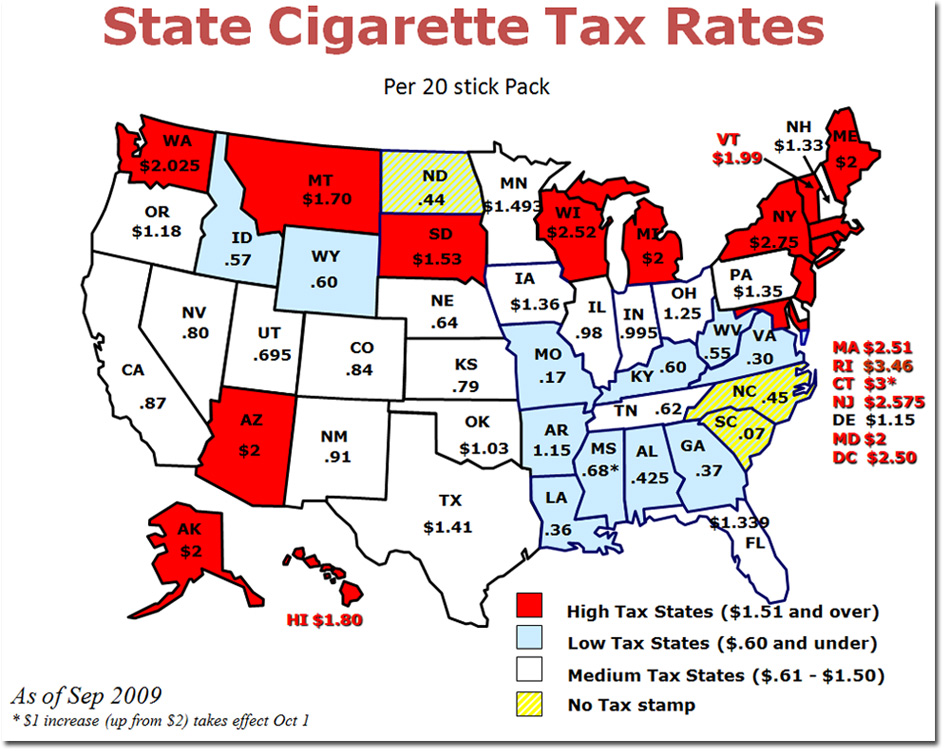 State Cigarette Tax Rates
Per 20 stick Pack
WA
$2.025
MT
$1.70
ND
.44
MN
$1.493
VT
$1.99
NH
$1.33
ME
$2
OR
$1.18
ID
.57
WY
.60
SD
$1.53
WI
$2.52
MI
$2
NY
$2.75
NV
.80
UT
.695
CO
.84
NE
.64
IA
$1.36
IL
.98
IN
.995
OH
1.25
PA
$1.35
CA
.87
KS
.79
MO
.17
KY .60
WV
.55
VA
.30
MA $2.51
RI $3.46
CT $3*
NJ $2.575
DE $1.15
MD $2
DC $2.50
AZ
$2
NM
.91
OK
$1.03
AR
1.15
TN .62
NC .45
SC
.07
MS
.68*
AL
.425
GA
.37
TX
$1.41
LA
.36
$1.339
FL
AK
$2
HI $1.80
High Tax States ($1.51 and over)
Low Tax States ($.60 and under)
Medium Tax States ($.61 - $1.50)
No Tax stamp
As of Sep 2009
* $1 increase (up from $2) takes effect Oct 1